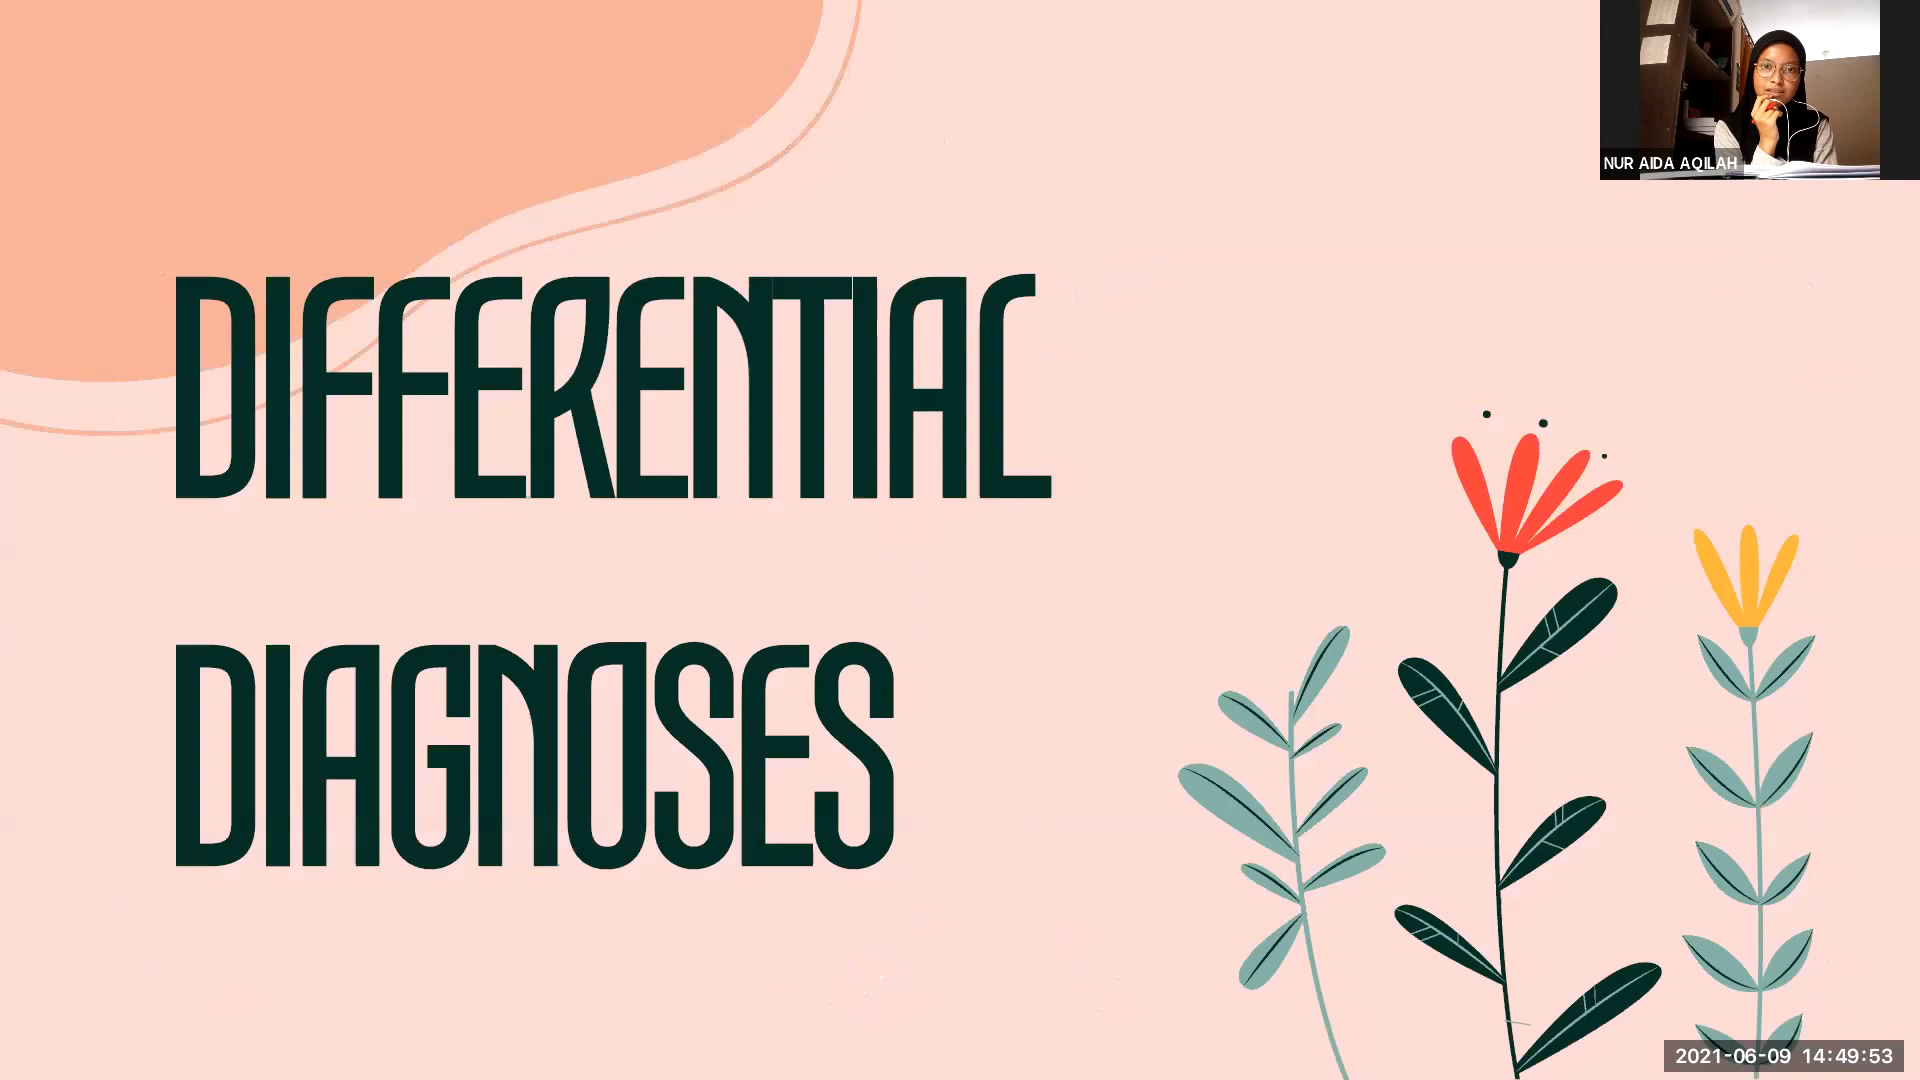 NUR AIDA AQILAH
DIFFERENTIAL
DIAGNOSES
2021-06-09 14:49:53